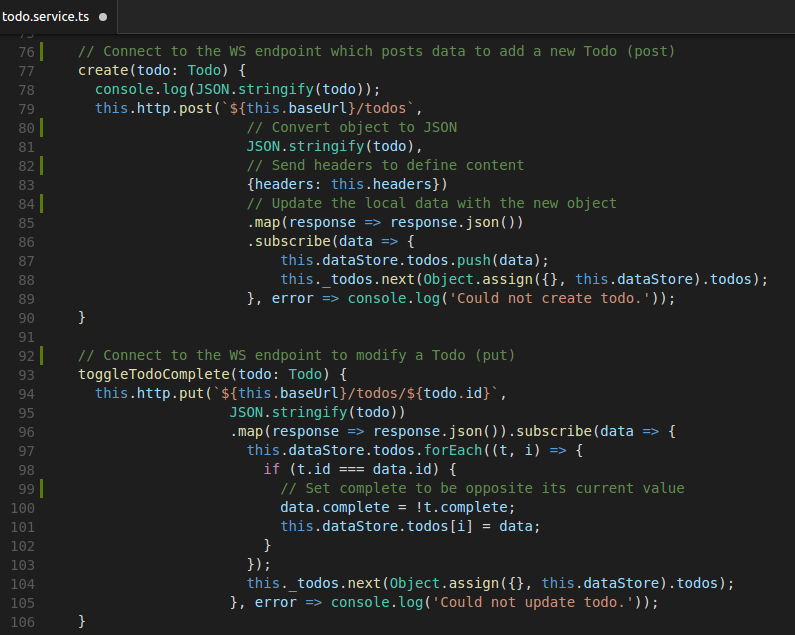 todo.service.ts ●
75
76 // Connect to the WS endpoint which posts data to add a new Todo (post)
77 create(todo: Todo) {
78 console.log(JSON.stringify(todo));
79 this.http.post(`${this.baseUrl}/todos`,
80 // Convert object to JSON
81 JSON.stringify(todo),
82 // Send headers to define content
83 {headers: this.headers})
84 // Update the local data with the new object
85 .map(response => response.json())
86 .subscribe(data => {
87 this.dataStore.todos.push(data);
88 this._todos.next(Object.assign({}, this.dataStore).todos);
89 }, error => console.log('Could not create todo.'));
90 }
91
92 // Connect to the WS endpoint to modify a Todo (put)
93 toggleTodoComplete(todo: Todo) {
94 this.http.put(`${this.baseUrl}/todos/${todo.id}`,
95 JSON.stringify(todo))
96 .map(response => response.json()).subscribe(data => {
97 this.dataStore.todos.forEach((t, i) => {
98 if (t.id === data.id) {
99 // Set complete to be opposite its current value
100 data.complete = !t.complete;
101 this.dataStore.todos[i] = data;
102 }
103 });
104 this._todos.next(Object.assign({}, this.dataStore).todos);
105 }, error => console.log('Could not update todo.'));
106 }